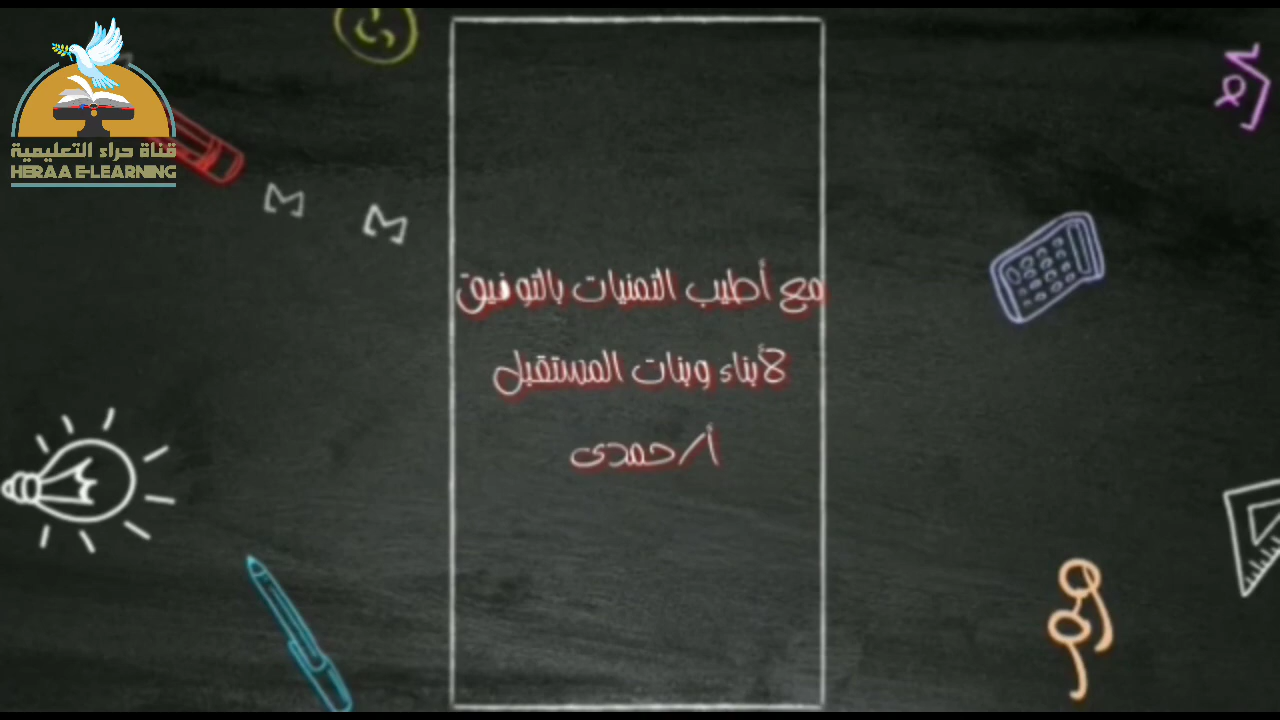 قناة حراء التعليمية
HERAA E-LEARNING
مع أطيب التمنيات بالتوفيق
لأبناء وبنات المستقبل
أ/حمدى